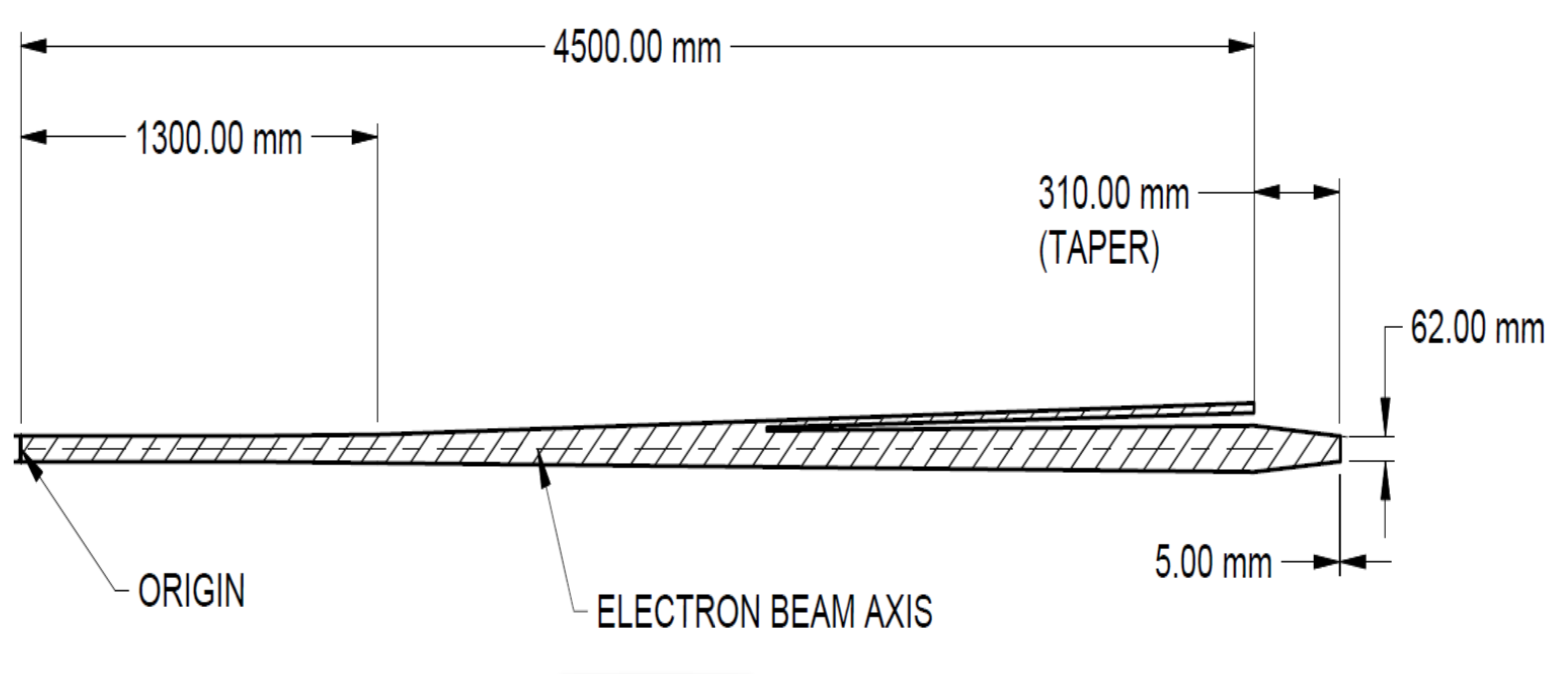 4500.00 mm
1300.00 mm
310.00 mm
(TAPER)
62.00 mm
5.00 mm
ORIGIN
ELECTRON BEAM AXIS